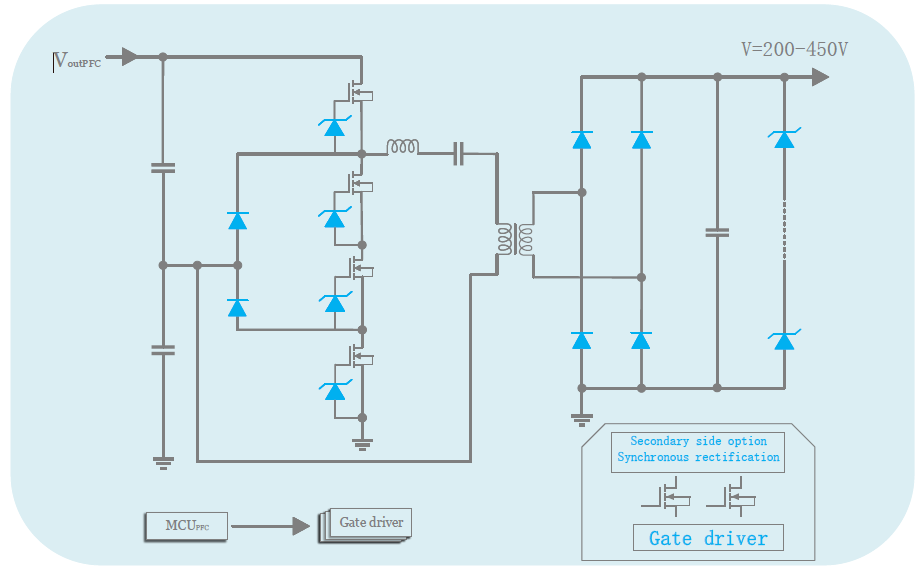 VoutPFC
V=200-450V
Secondary side option
Synchronous rectification
Gate driver
MCUPFC
Gate driver